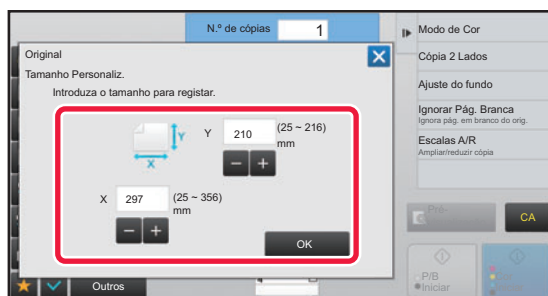 N.º de cópias 1
Original
Tamanho Personaliz.
Introduza o tamanho para registar.
Y 210 (25 ~ 216)
mm
X 297 (25 ~ 356)
mm
OK
Modo de Cor
Cópia 2 Lados
Ajuste do fundo
Ignorar Pág. Branca
Ignora pág. em branco do orig.
Escalas A/R
Ampliar/reduzir cópia
Pré-
CA
P/B
Iniciar
Outros